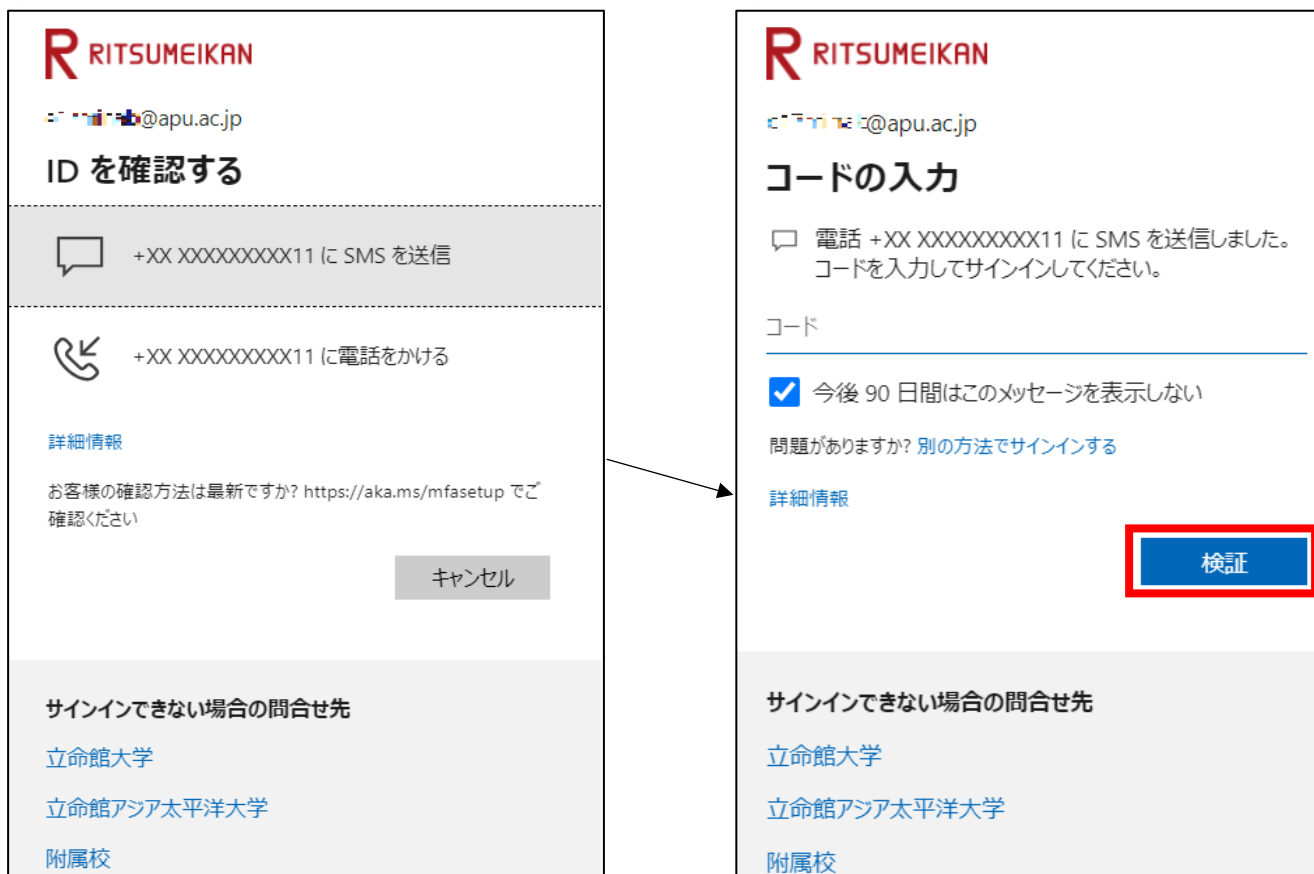 RITSUMEIKAN
@apu.ac.jp
ID を確認する
+XX XXXXXXXXX11 に SMS を送信
+XX XXXXXXXXX11 に電話をかける
詳細情報
お客様の確認方法は最新ですか? https://aka.ms/mfasetup でご
確認ください
キャンセル
サインインできない場合の問合せ先
立命館大学
立命館アジア太平洋大学
附属校
RITSUMEIKAN
@apu.ac.jp
コードの入力
電話 +XX XXXXXXXXX11 に SMS を送信しました。
コードを入力してサインインしてください。
コード
今後 90 日間はこのメッセージを表示しない
問題がありますか? 別の方法でサインインする
詳細情報
検証
サインインできない場合の問合せ先
立命館大学
立命館アジア太平洋大学
附属校